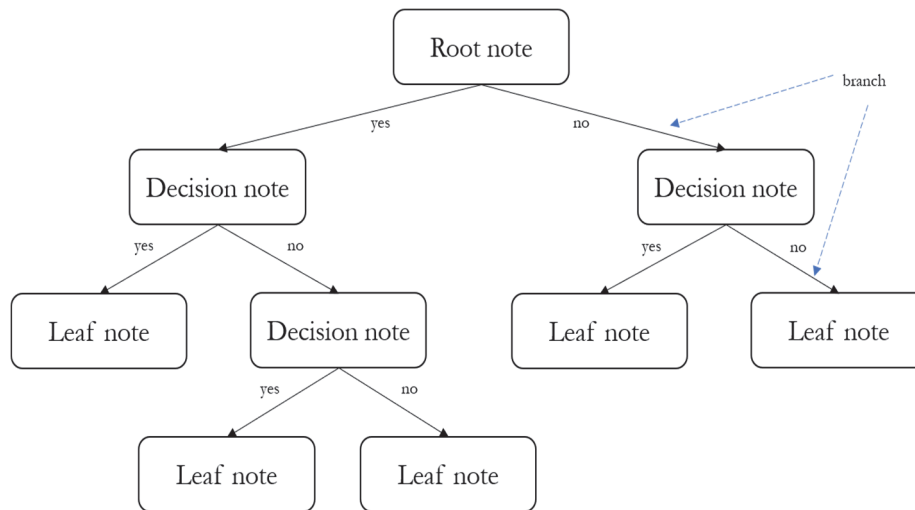 Root note
branch
yes
no
Decision note
Decision note
yes
no
yes
no
Leaf note
Decision note
Leaf note
Leaf note
yes
no
Leaf note
Leaf note